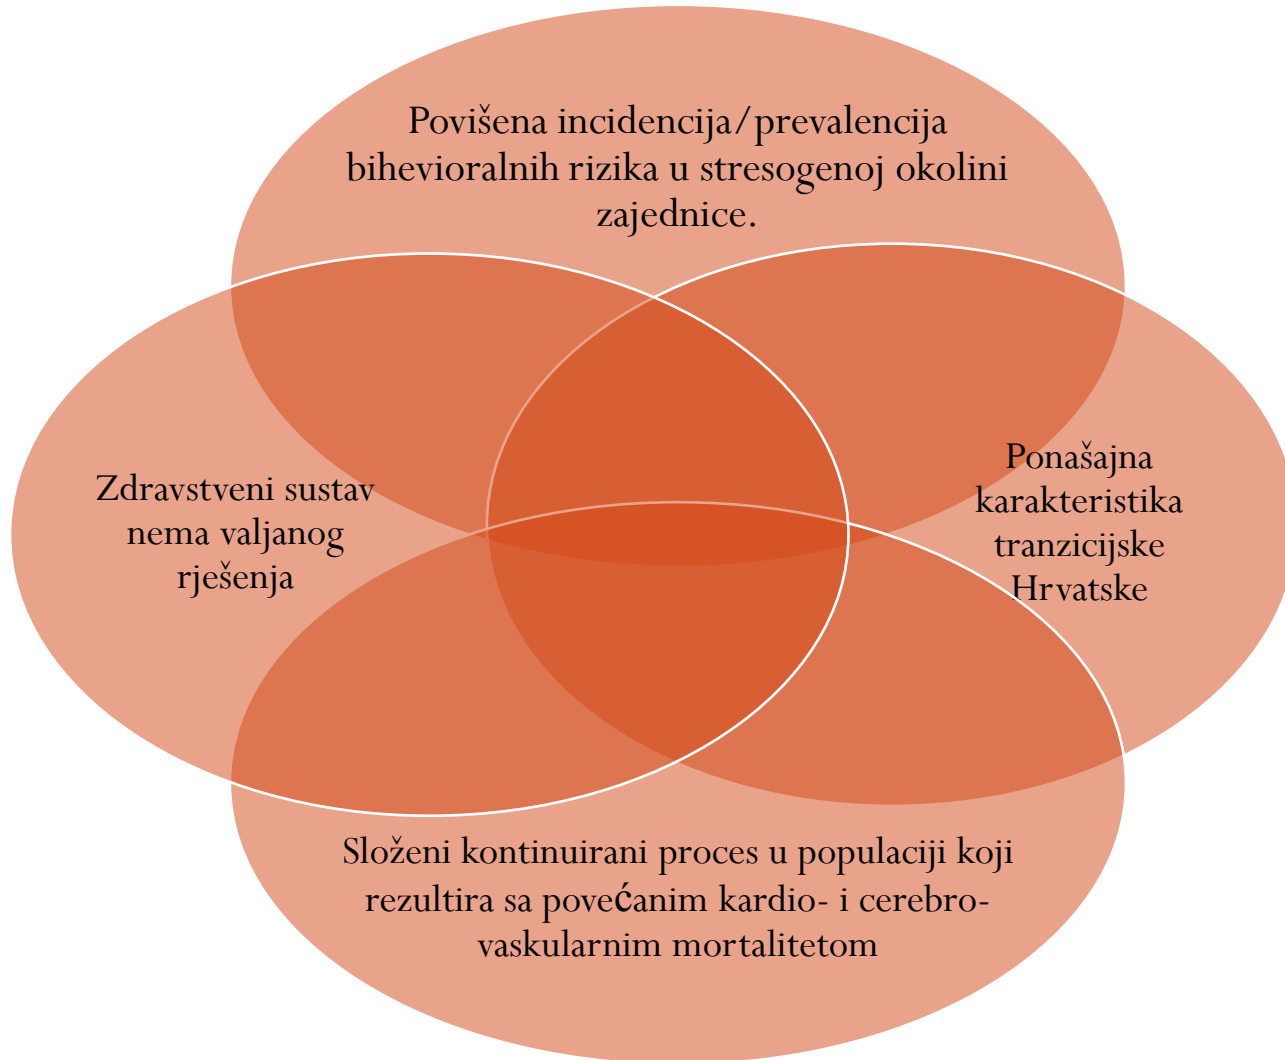 Povišena incidencija/prevalencija
bihevioralnih rizika u stresogenoj okolini
zajednice.
Zdravstveni sustav
nema valjanog
rješenja
Ponašajna
karakteristika
tranzicijske
Hrvatske
Složeni kontinuirani proces u populaciji koji
rezultira sa povećanim kardio- i cerebro-
vaskularnim mortalitetom